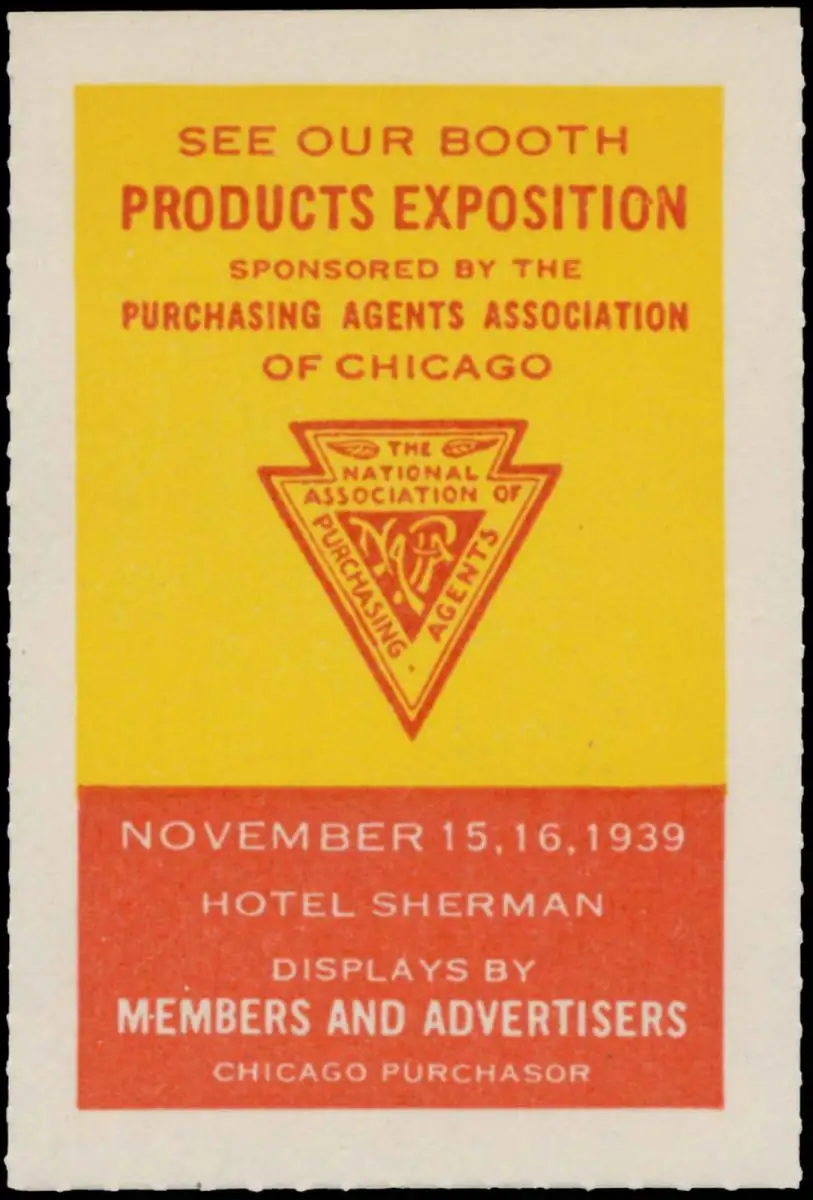 SEE OUR BOOTH
PRODUCTS EXPOSITION
SPONSORED BY THE
PURCHASING AGENTS ASSOCIATION
OF CHICAGO
THE
NATIONAL
ASSOCIATION OF
PURCHASING
AGENTS
N.A.P.A.
NOVEMBER 15, 16, 1939
HOTEL SHERMAN
DISPLAYS BY
MEMBERS AND ADVERTISERS
CHICAGO PURCHASOR